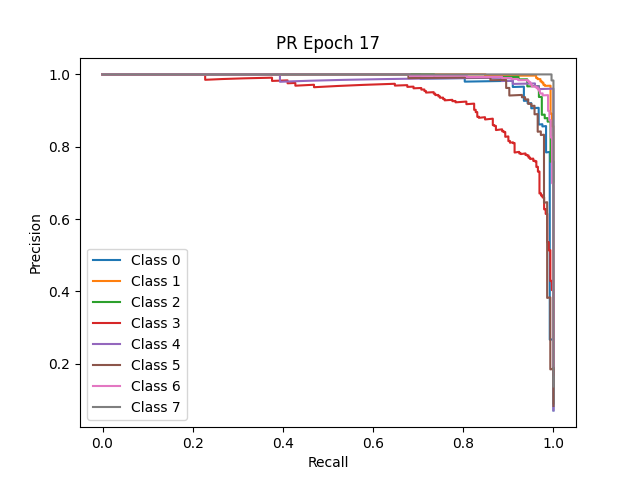 PR Epoch 17
Precision
1.0
0.8
0.6
0.4
0.2
Class 0
Class 1
Class 2
Class 3
Class 4
Class 5
Class 6
Class 7
0.0 0.2 0.4 0.6 0.8 1.0
Recall